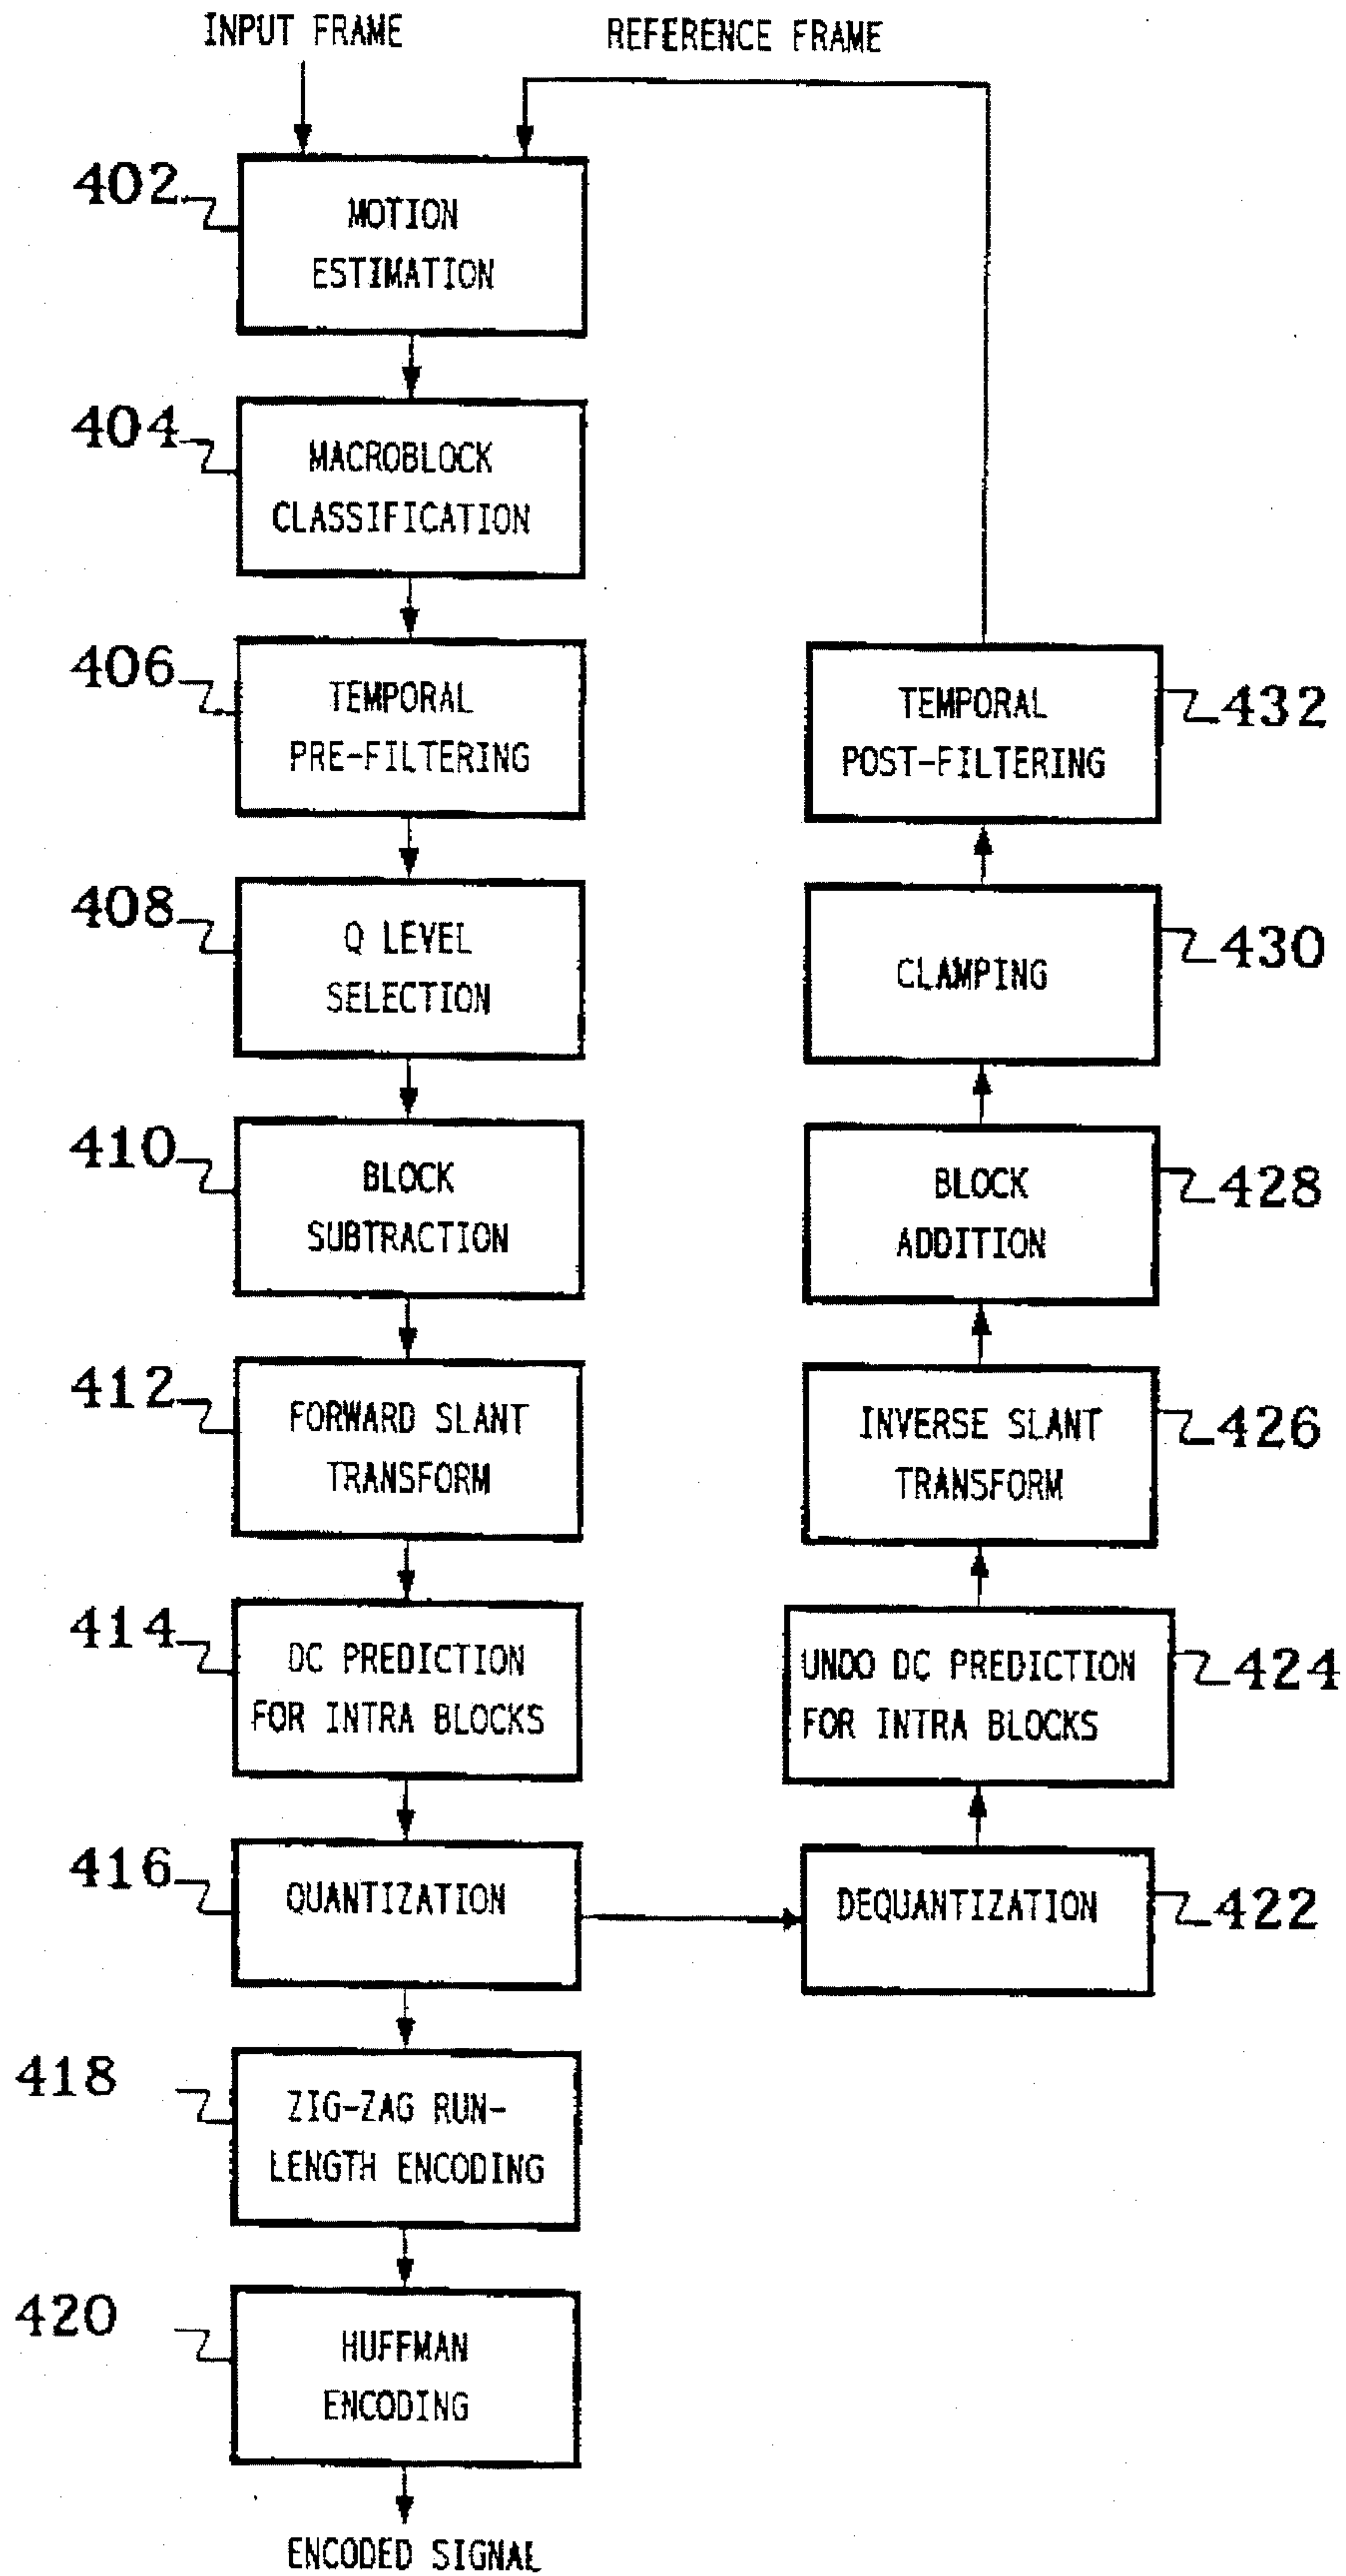 INPUT FRAME
REFERENCE FRAME
402
MOTION
ESTIMATION
404
MACROBLOCK
CLASSIFICATION
406
TEMPORAL
PRE-FILTERING
408
Q LEVEL
SELECTION
410
BLOCK
SUBTRACTION
412
FORWARD SLANT
TRANSFORM
414
DC PREDICTION
FOR INTRA BLOCKS
416
QUANTIZATION
418
ZIG-ZAG RUN-
LENGTH ENCODING
420
HUFFMAN
ENCODING
ENCODED SIGNAL
TEMPORAL
POST-FILTERING
432
CLAMPING
430
BLOCK
ADDITION
428
INVERSE SLANT
TRANSFORM
426
UNDO DC PREDICTION
FOR INTRA BLOCKS
424
DEQUANTIZATION
422